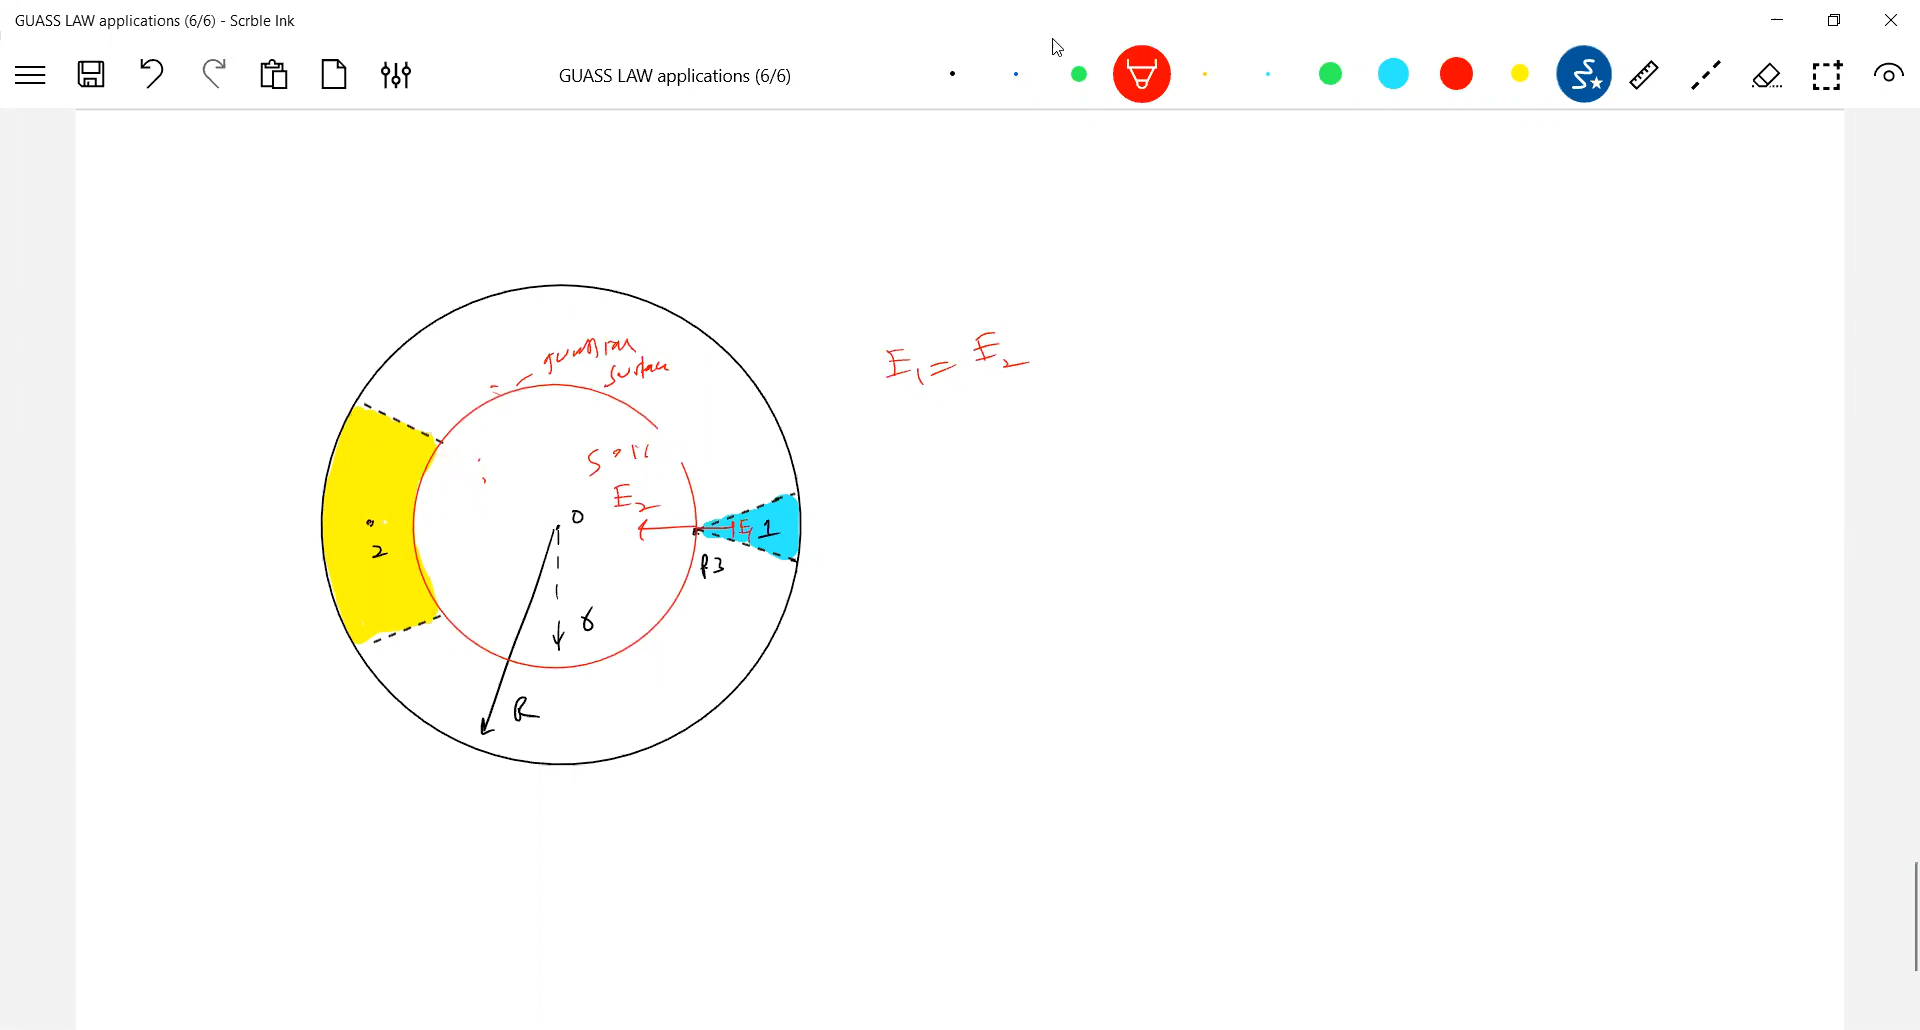 GUASS LAW applications (6/6) - Scrble Ink
GUASS LAW applications (6/6)
gaussian
surface
E₁ = E₂
E₂
O
E₁ 1
2
P3
r
R